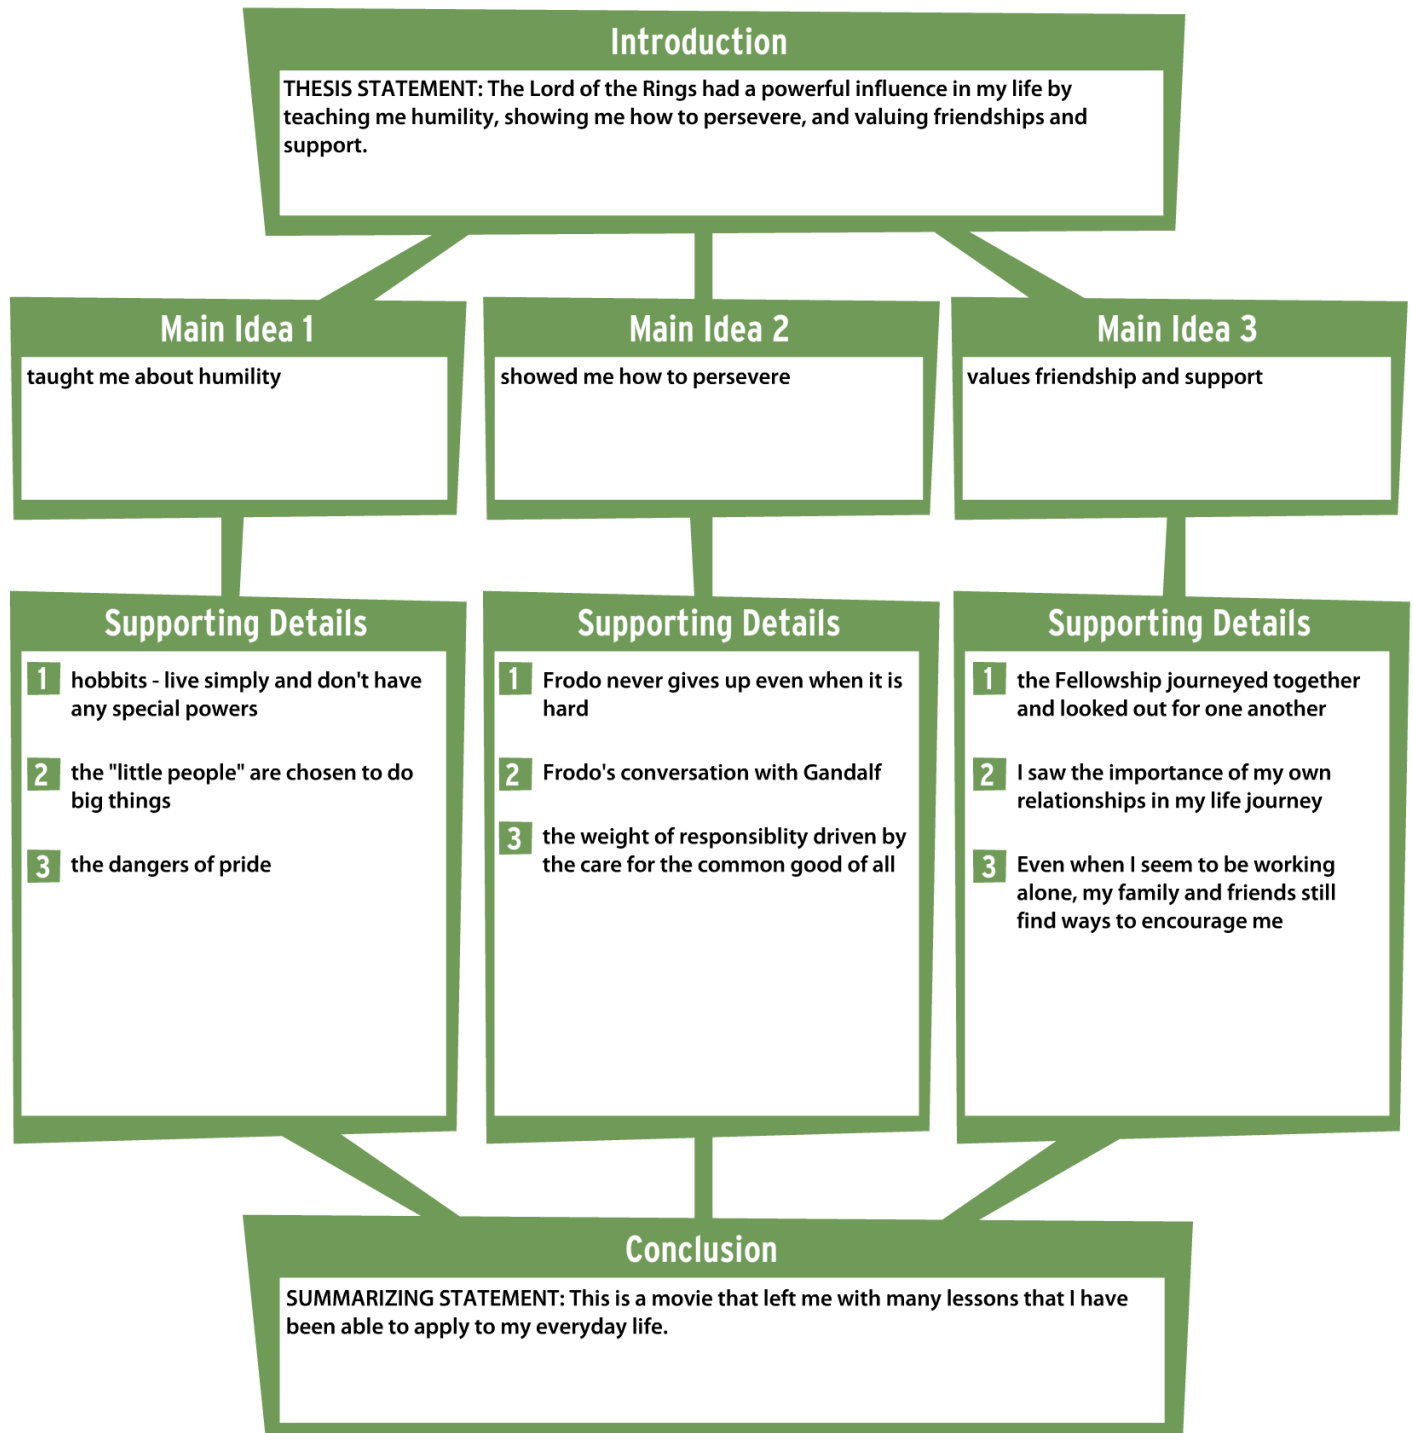 Introduction
THESIS STATEMENT: The Lord of the Rings had a powerful influence in my life by
teaching me humility, showing me how to persevere, and valuing friendships and
support.
Main Idea 1
taught me about humility
Main Idea 2
showed me how to persevere
Main Idea 3
values friendship and support
Supporting Details
1 hobbits - live simply and don't have
any special powers
2 the "little people" are chosen to do
big things
3 the dangers of pride
Supporting Details
1 Frodo never gives up even when it is
hard
2 Frodo's conversation with Gandalf
3 the weight of responsiblity driven by
the care for the common good of all
Supporting Details
1 the Fellowship journeyed together
and looked out for one another
2 I saw the importance of my own
relationships in my life journey
3 Even when I seem to be working
alone, my family and friends still
find ways to encourage me
Conclusion
SUMMARIZING STATEMENT: This is a movie that left me with many lessons that I have
been able to apply to my everyday life.